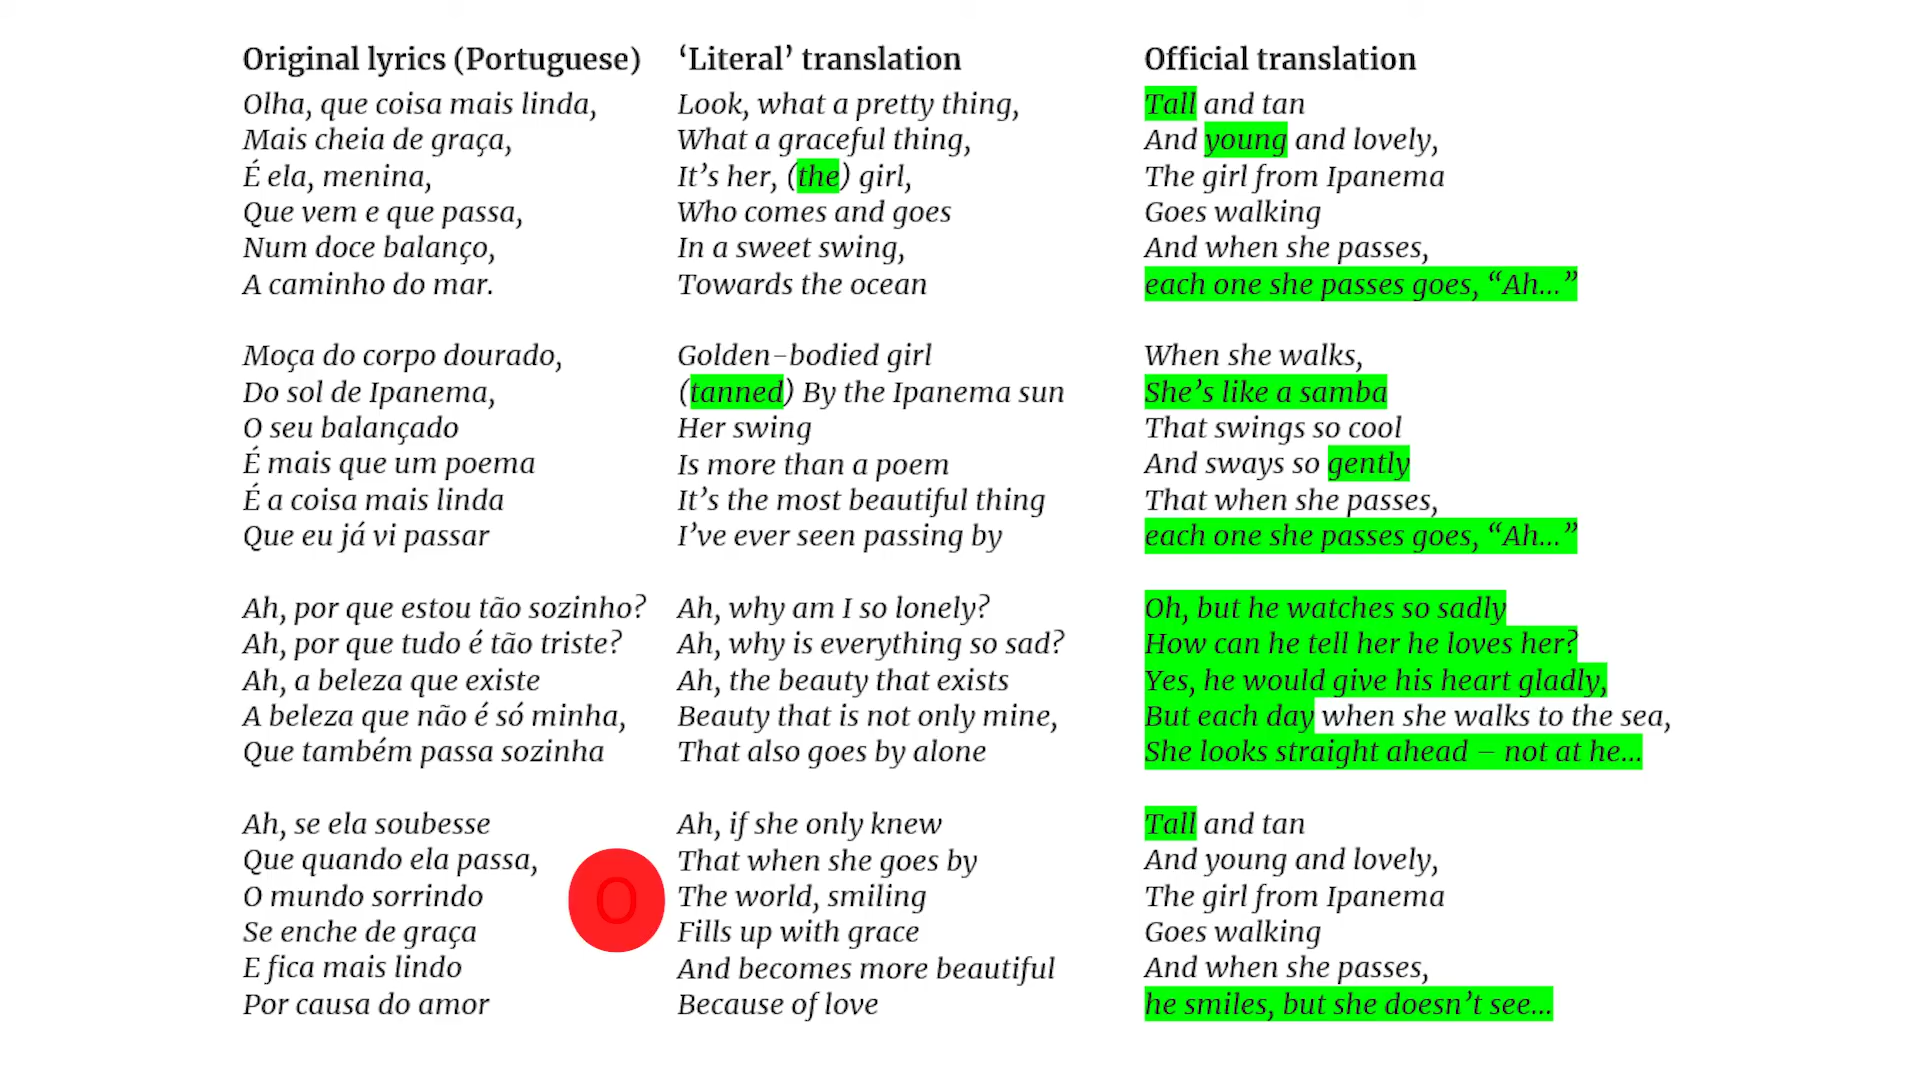 Original lyrics (Portuguese)
Olha, que coisa mais linda,
Mais cheia de graça,
É ela, menina,
Que vem e que passa,
Num doce balanço,
A caminho do mar.
Moça do corpo dourado,
Do sol de Ipanema,
O seu balançado
É mais que um poema
É a coisa mais linda
Que eu já vi passar
Ah, por que estou tão sozinho?
Ah, por que tudo é tão triste?
Ah, a beleza que existe
A beleza que não é só minha,
Que também passa sozinha
Ah, se ela soubesse
Que quando ela passa,
O mundo sorrindo
Se enche de graça
E fica mais lindo
Por causa do amor
O
‘Literal’ translation
Look, what a pretty thing,
What a graceful thing,
It’s her, (the) girl,
Who comes and goes
In a sweet swing,
Towards the ocean
Golden-bodied girl
(tanned) By the Ipanema sun
Her swing
Is more than a poem
It’s the most beautiful thing
I’ve ever seen passing by
Ah, why am I so lonely?
Ah, why is everything so sad?
Ah, the beauty that exists
Beauty that is not only mine,
That also goes by alone
Ah, if she only knew
That when she goes by
The world, smiling
Fills up with grace
And becomes more beautiful
Because of love
Official translation
Tall and tan
And young and lovely,
The girl from Ipanema
Goes walking
And when she passes,
each one she passes goes, “Ah...”
When she walks,
She’s like a samba
That swings so cool
And sways so gently
That when she passes,
each one she passes goes, “Ah...”
Oh, but he watches so sadly
How can he tell her he loves her?
Yes, he would give his heart gladly,
But each day when she walks to the sea,
She looks straight ahead – not at he...
Tall and tan
And young and lovely,
The girl from Ipanema
Goes walking
And when she passes,
he smiles, but she doesn’t see...